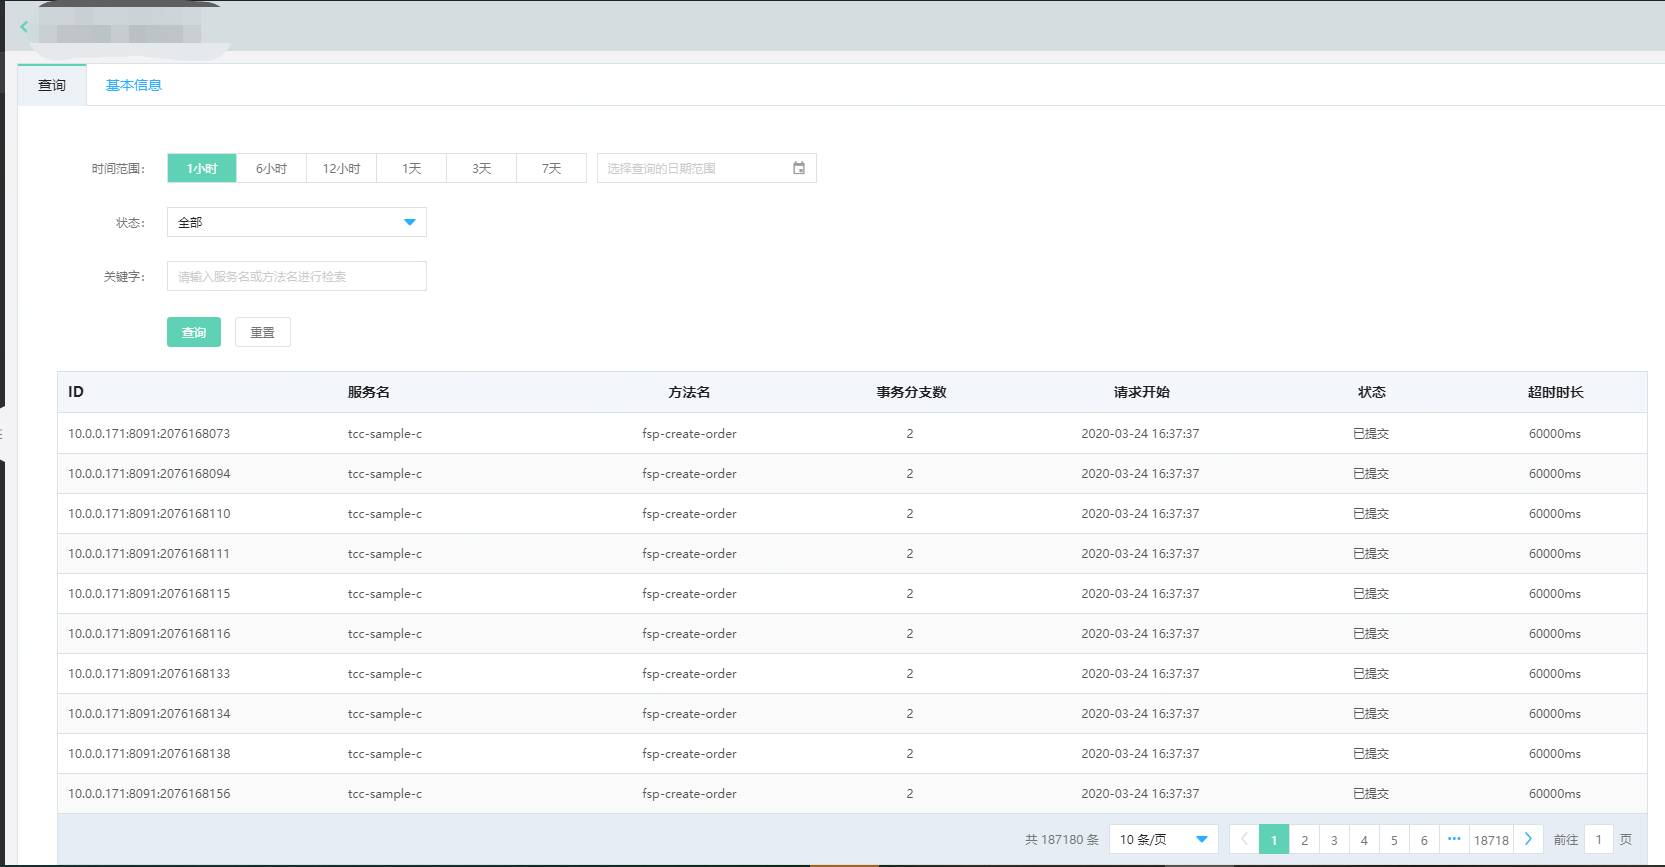 查询 基本信息
时间范围: 1小时 6小时 12小时 1天 3天 7天 选择查询的日期范围
状态: 全部
关键字: 请输入服务名或方法名进行检索
查询 重置
ID 服务名 方法名 事务分支数 请求开始 状态 超时时长
10.0.0.171:8091:2076168073 tcc-sample-c fsp-create-order 2 2020-03-24 16:37:37 已提交 60000ms
10.0.0.171:8091:2076168094 tcc-sample-c fsp-create-order 2 2020-03-24 16:37:37 已提交 60000ms
10.0.0.171:8091:2076168110 tcc-sample-c fsp-create-order 2 2020-03-24 16:37:37 已提交 60000ms
10.0.0.171:8091:2076168111 tcc-sample-c fsp-create-order 2 2020-03-24 16:37:37 已提交 60000ms
10.0.0.171:8091:2076168115 tcc-sample-c fsp-create-order 2 2020-03-24 16:37:37 已提交 60000ms
10.0.0.171:8091:2076168116 tcc-sample-c fsp-create-order 2 2020-03-24 16:37:37 已提交 60000ms
10.0.0.171:8091:2076168133 tcc-sample-c fsp-create-order 2 2020-03-24 16:37:37 已提交 60000ms
10.0.0.171:8091:2076168134 tcc-sample-c fsp-create-order 2 2020-03-24 16:37:37 已提交 60000ms
10.0.0.171:8091:2076168138 tcc-sample-c fsp-create-order 2 2020-03-24 16:37:37 已提交 60000ms
10.0.0.171:8091:2076168156 tcc-sample-c fsp-create-order 2 2020-03-24 16:37:37 已提交 60000ms
共 187180 条 10 条/页 1 2 3 4 5 6 ··· 18718 前往 1 页